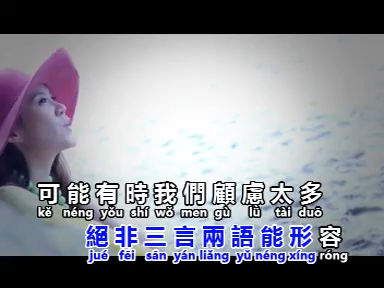 可能有時我們顧慮太多
kě néng yǒu shí wǒ men gù lǜ tài duō
絕非三言兩語能形容
jué fēi sān yán liǎng yǔ néng xíng róng